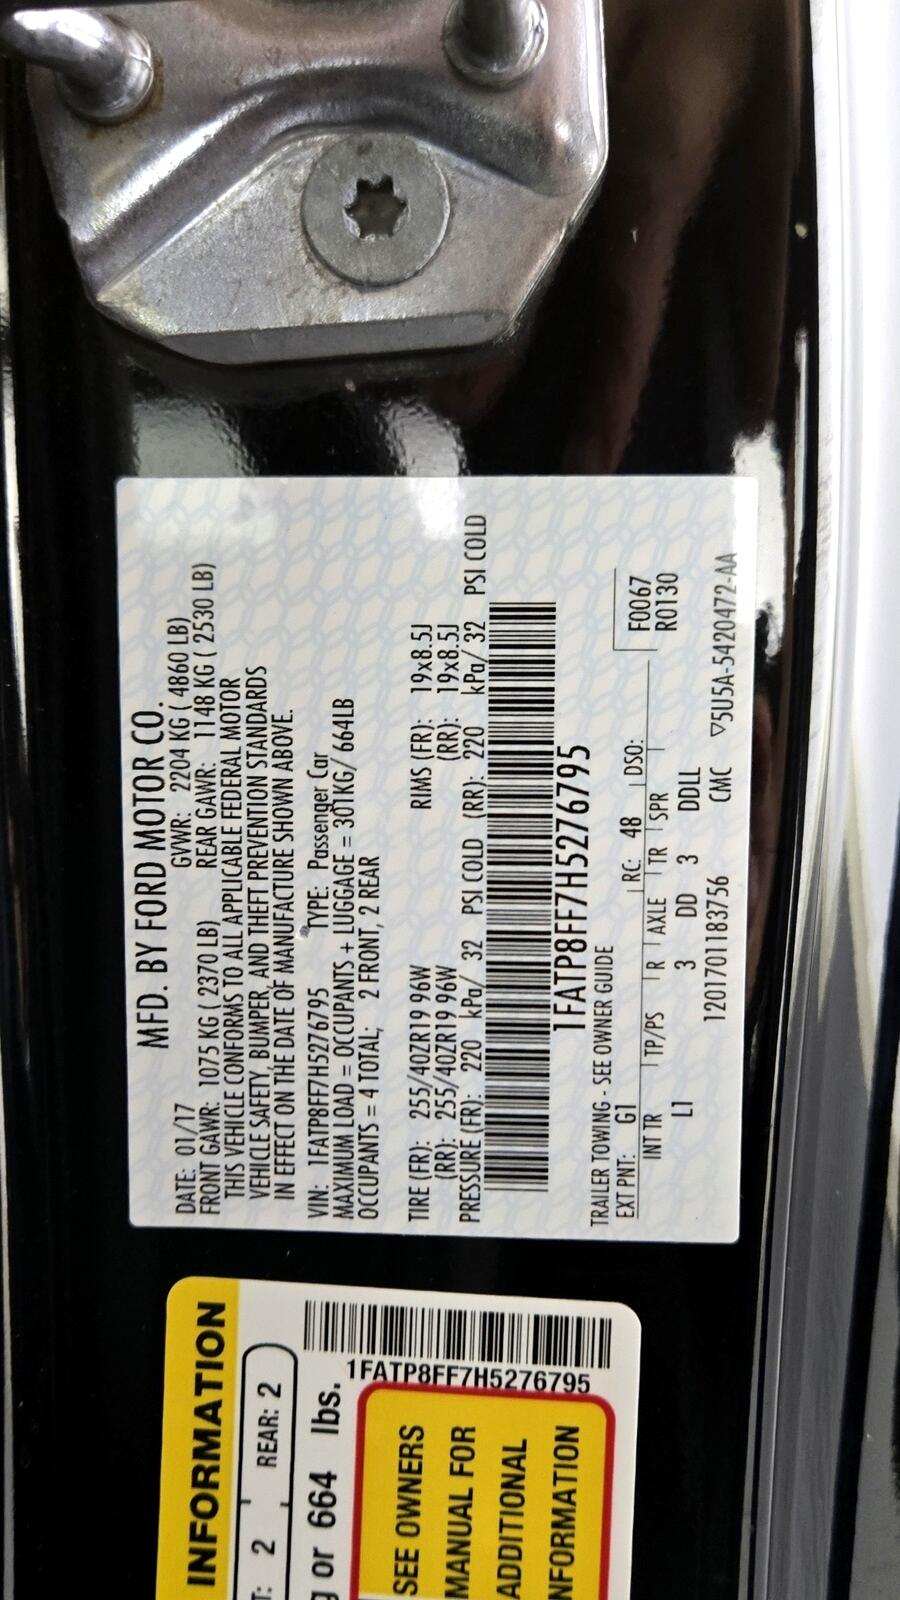 MFD. BY FORD MOTOR CO.
DATE: 01/17 GVWR: 2204 KG ( 4860 LB)
FRONT GAWR: 1075 KG ( 2370 LB) REAR GAWR: 1148 KG ( 2530 LB)
THIS VEHICLE CONFORMS TO ALL APPLICABLE FEDERAL MOTOR
VEHICLE SAFETY, BUMPER, AND THEFT PREVENTION STANDARDS
IN EFFECT ON THE DATE OF MANUFACTURE SHOWN ABOVE.
VIN: 1FATP8FF7H5276795 TYPE: Passenger Car
MAXIMUM LOAD = OCCUPANTS + LUGGAGE = 301KG/ 664LB
OCCUPANTS = 4 TOTAL; 2 FRONT, 2 REAR
TIRE (FR): 255/40ZR19 96W RIMS (FR): 19x8.5J
(RR): 255/40ZR19 96W (RR): 19x8.5J
PRESSURE (FR): 220 kPa/ 32 PSI COLD (RR): 220 kPa/ 32 PSI COLD
1FATP8FF7H5276795
TRAILER TOWING - SEE OWNER GUIDE
EXT PNT: G1 RC: 48 DSO: F0067
R0130
INT TR TP/PS R AXLE TR SPR
L1 3 DD 3 DDLL
1201701183756 CMC ▽5U5A-5420472-AA
INFORMATION
T: 2 REAR: 2
g or 664 lbs.
1FATP8FF7H5276795
SEE OWNERS
MANUAL FOR
ADDITIONAL
INFORMATION